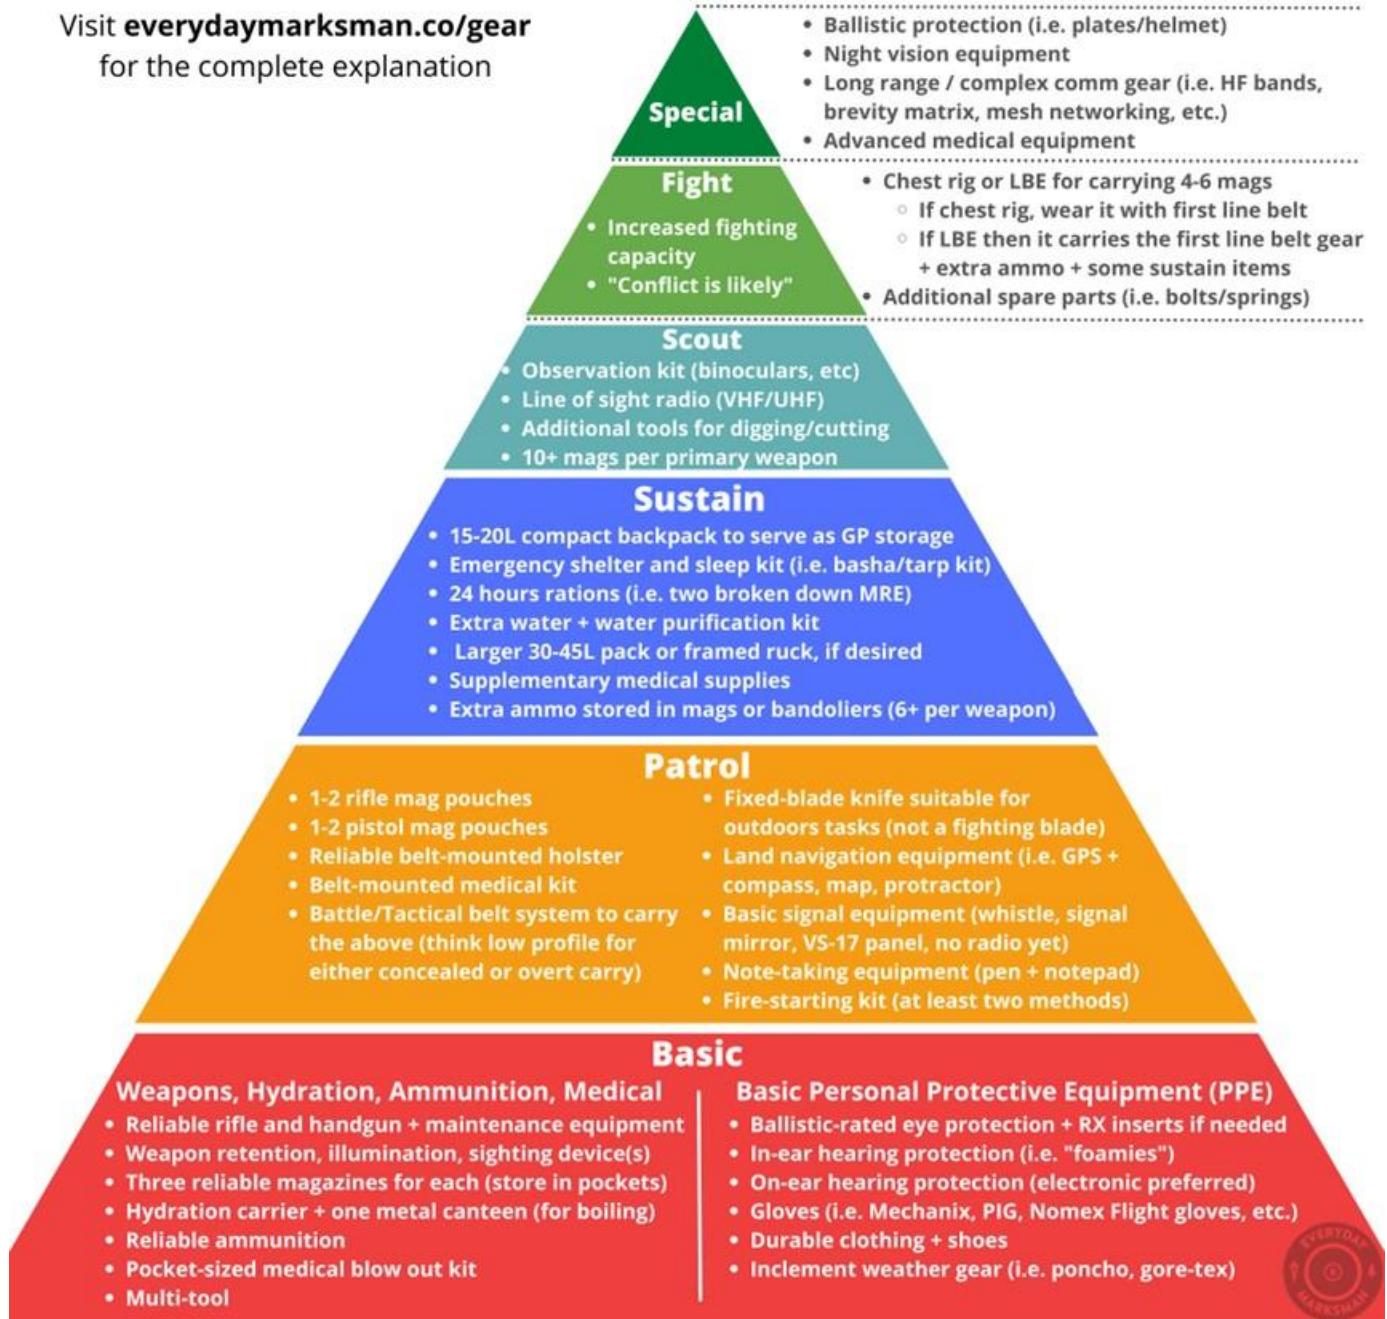 Visit everydaymarksman.co/gear
for the complete explanation
Special
• Ballistic protection (i.e. plates/helmet)
• Night vision equipment
• Long range / complex comm gear (i.e. HF bands,
brevity matrix, mesh networking, etc.)
• Advanced medical equipment
Fight
• Increased fighting
capacity
• "Conflict is likely"
• Chest rig or LBE for carrying 4-6 mags
○ If chest rig, wear it with first line belt
○ If LBE then it carries the first line belt gear
+ extra ammo + some sustain items
• Additional spare parts (i.e. bolts/springs)
Scout
• Observation kit (binoculars, etc)
• Line of sight radio (VHF/UHF)
• Additional tools for digging/cutting
• 10+ mags per primary weapon
Sustain
• 15-20L compact backpack to serve as GP storage
• Emergency shelter and sleep kit (i.e. basha/tarp kit)
• 24 hours rations (i.e. two broken down MRE)
• Extra water + water purification kit
• Larger 30-45L pack or framed ruck, if desired
• Supplementary medical supplies
• Extra ammo stored in mags or bandoliers (6+ per weapon)
Patrol
• 1-2 rifle mag pouches
• 1-2 pistol mag pouches
• Reliable belt-mounted holster
• Belt-mounted medical kit
• Battle/Tactical belt system to carry
the above (think low profile for
either concealed or overt carry)
• Fixed-blade knife suitable for
outdoors tasks (not a fighting blade)
• Land navigation equipment (i.e. GPS +
compass, map, protractor)
• Basic signal equipment (whistle, signal
mirror, VS-17 panel, no radio yet)
• Note-taking equipment (pen + notepad)
• Fire-starting kit (at least two methods)
Basic
Weapons, Hydration, Ammunition, Medical
• Reliable rifle and handgun + maintenance equipment
• Weapon retention, illumination, sighting device(s)
• Three reliable magazines for each (store in pockets)
• Hydration carrier + one metal canteen (for boiling)
• Reliable ammunition
• Pocket-sized medical blow out kit
• Multi-tool
Basic Personal Protective Equipment (PPE)
• Ballistic-rated eye protection + RX inserts if needed
• In-ear hearing protection (i.e. "foamies")
• On-ear hearing protection (electronic preferred)
• Gloves (i.e. Mechanix, PIG, Nomex Flight gloves, etc.)
• Durable clothing + shoes
• Inclement weather gear (i.e. poncho, gore-tex)
EVERYDAY
MARKSMAN